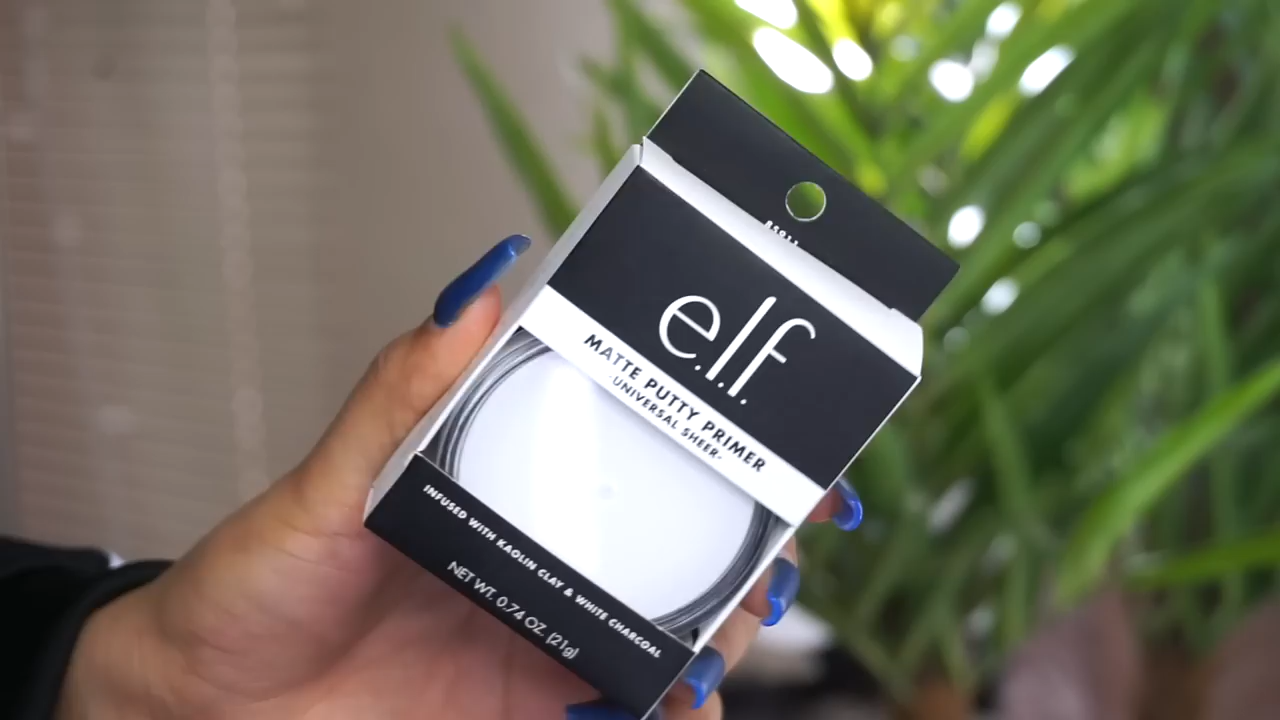 e.l.f.
MATTE PUTTY PRIMER
-UNIVERSAL SHEER-
INFUSED WITH KAOLIN CLAY & WHITE CHARCOAL
NET WT. 0.74 OZ. (21g)